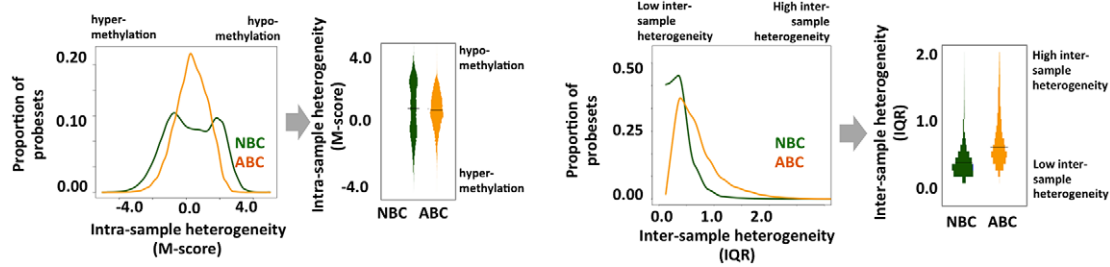 hyper-
methylation
hypo-
methylation
Proportion of
probesets
0.20
0.10
0.00
NBC
ABC
-4.0
0.0
4.0
Intra-sample heterogeneity
(M-score)
Intra-sample heterogeneity
(M-score)
4.0
0.0
-4.0
hypo-
methylation
hyper-
methylation
NBC
ABC
Low inter-
sample
heterogeneity
High inter-
sample
heterogeneity
Proportion of
probesets
0.50
0.25
0.00
NBC
ABC
0.0
1.0
2.0
Inter-sample heterogeneity
(IQR)
Inter-sample heterogeneity
(IQR)
2.0
1.0
0.0
High inter-
sample
heterogeneity
Low inter-
sample
heterogeneity
NBC
ABC